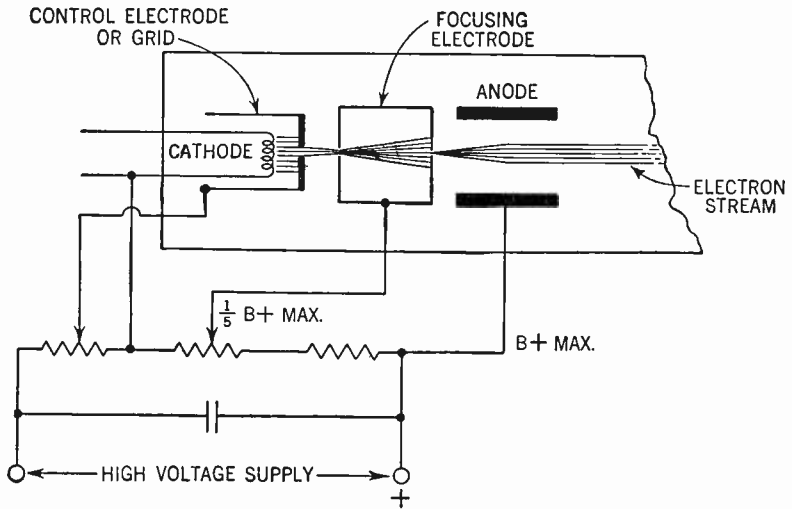 CONTROL ELECTRODE
OR GRID
FOCUSING
ELECTRODE
ANODE
CATHODE
ELECTRON
STREAM
1/5 B+ MAX.
B+ MAX.
HIGH VOLTAGE SUPPLY
+